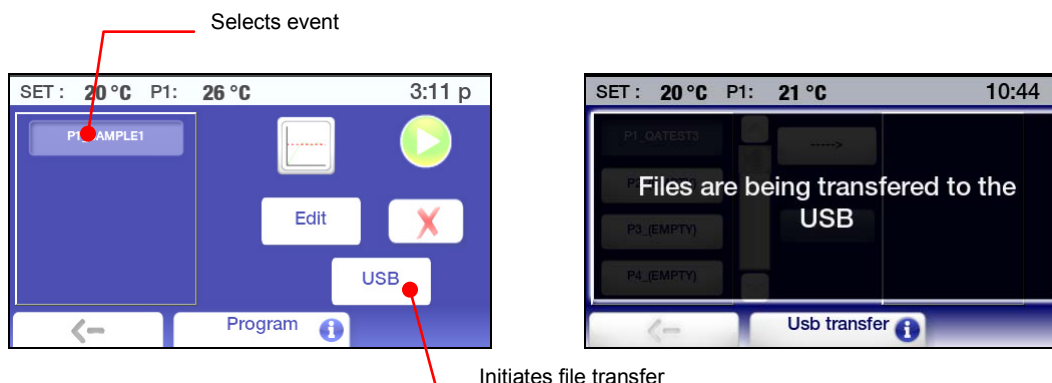 Selects event
SET : 20 °C P1: 26 °C 3:11 p
P1_SAMPLE1
Edit
USB
Program
Initiates file transfer
SET : 20 °C P1: 21 °C 10:44
P1_QATEST3
---->
Files are being transfered to the
USB
P3_(EMPTY)
P4_(EMPTY)
Usb transfer